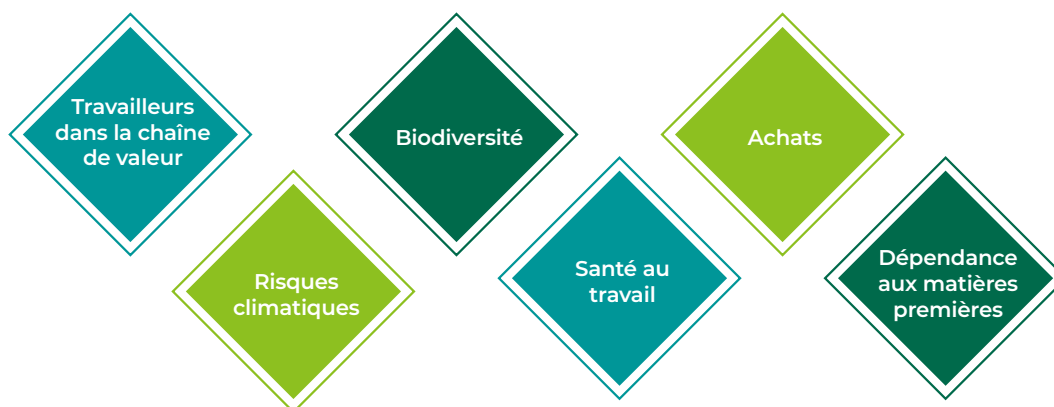 Travailleurs
dans la chaîne
de valeur
Biodiversité
Achats
Risques
climatiques
Santé au
travail
Dépendance
aux matières
premières